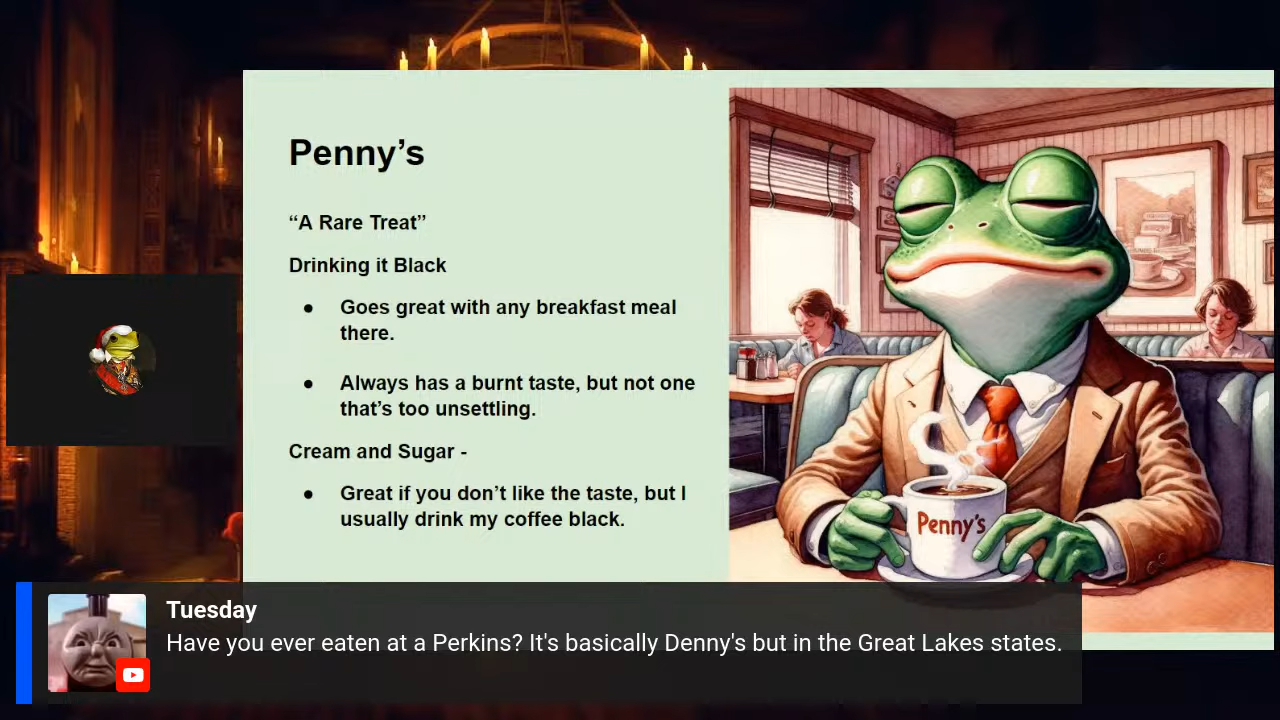 Penny’s
“A Rare Treat”
Drinking it Black
● Goes great with any breakfast meal
there.
● Always has a burnt taste, but not one
that’s too unsettling.
Cream and Sugar -
● Great if you don’t like the taste, but I
usually drink my coffee black.
Penny's
Tuesday
Have you ever eaten at a Perkins? It's basically Denny's but in the Great Lakes states.